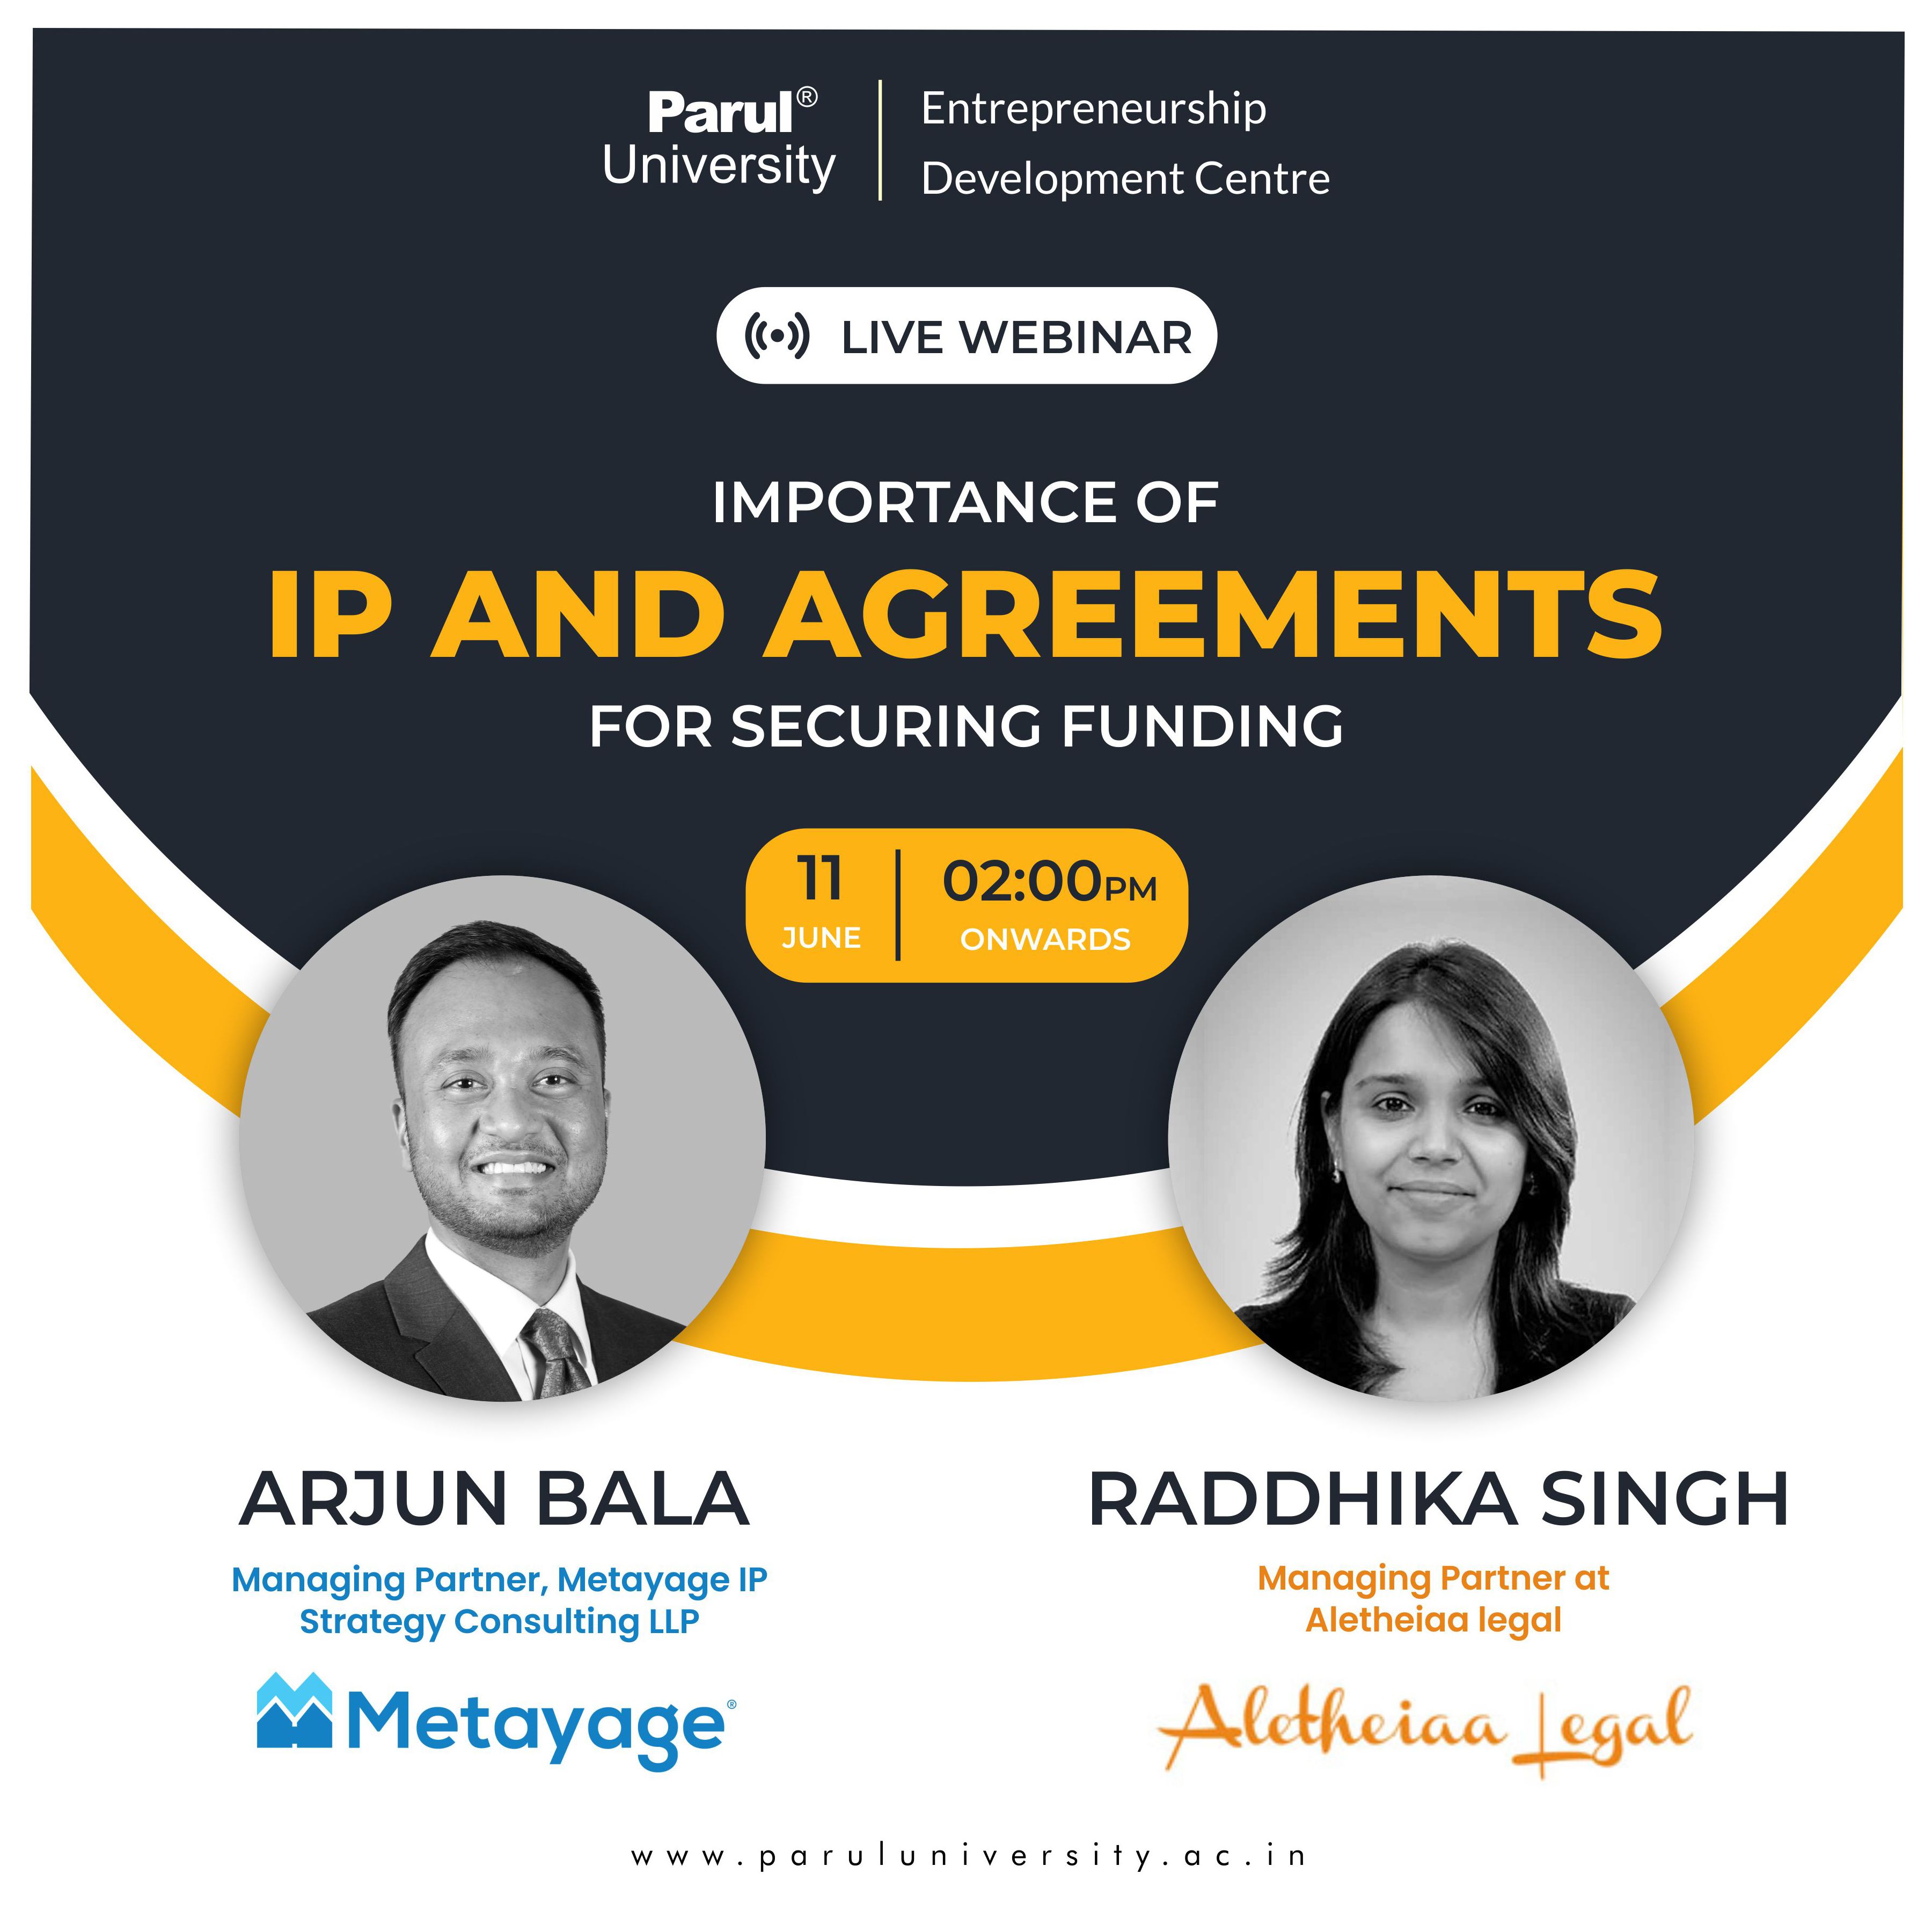 Parul® University
Entrepreneurship
Development Centre
LIVE WEBINAR
IMPORTANCE OF
IP AND AGREEMENTS
FOR SECURING FUNDING
11
JUNE
02:00PM
ONWARDS
ARJUN BALA
Managing Partner, Metayage IP
Strategy Consulting LLP
Metayage®
RADDHIKA SINGH
Managing Partner at
Aletheiaa legal
Aletheiaa Legal
www.paruluniversity.ac.in